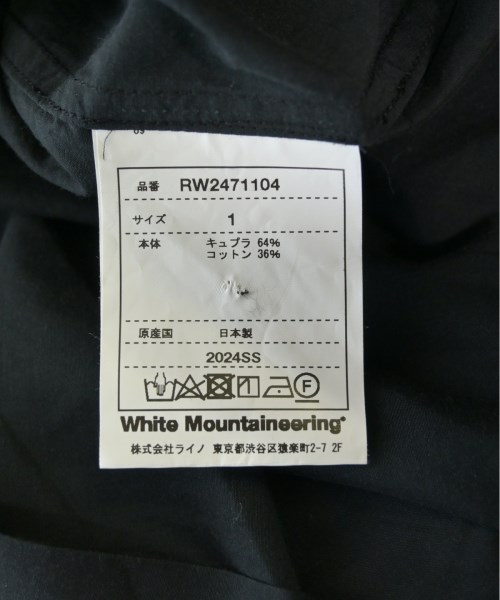 品番 RW2471104
サイズ 1
本体 キュプラ 64%
コットン 36%
原産国 日本製
2024SS
F
White Mountaineering
株式会社ライノ 東京都渋谷区猿楽町2-7 2F